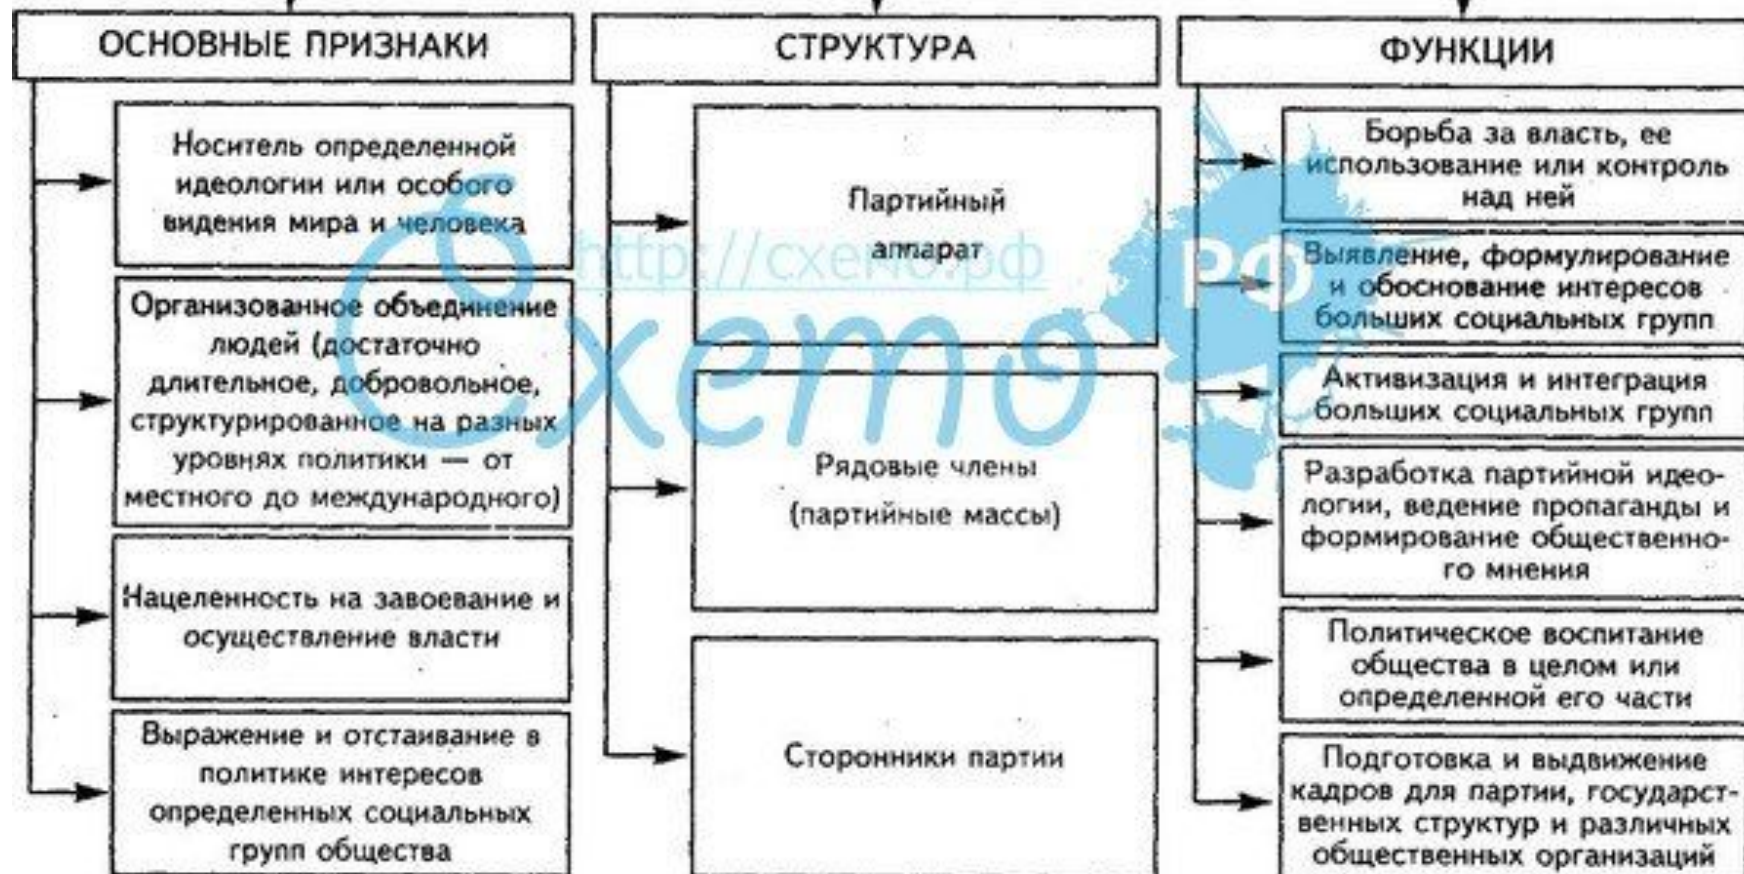 ОСНОВНЫЕ ПРИЗНАКИ
Носитель определенной
идеологии или особого
видения мира и человека
Организованное объединение
людей (достаточно
длительное, добровольное,
структурированное на разных
уровнях политики — от
местного до международного)
Нацеленность на завоевание и
осуществление власти
Выражение и отстаивание в
политике интересов
определенных социальных
групп общества
СТРУКТУРА
Партийный
аппарат
Рядовые члены
(партийные массы)
Сторонники партии
ФУНКЦИИ
Борьба за власть, ее
использование или контроль
над ней
Выявление, формулирование
и обоснование интересов
больших социальных групп
Активизация и интеграция
больших социальных групп
Разработка партийной идео-
логии, ведение пропаганды и
формирование общественно-
го мнения
Политическое воспитание
общества в целом или
определенной его части
Подготовка и выдвижение
кадров для партии, государст-
венных структур и различных
общественных организаций
http://схемо.рф
Схемо
РФ